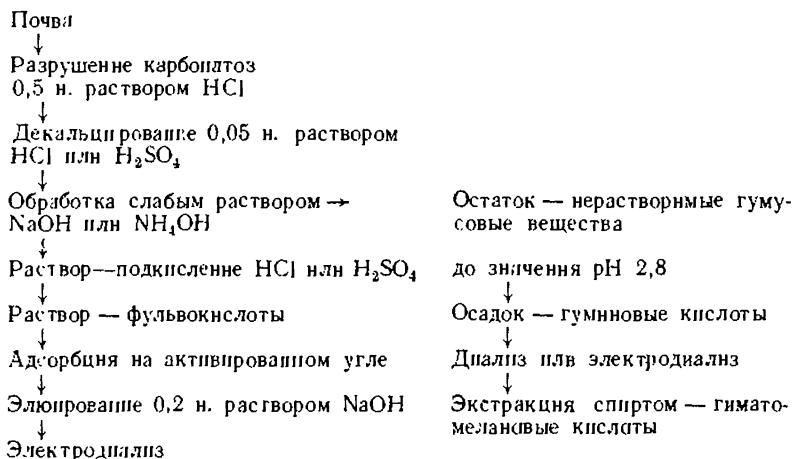 Почва
↓
Разрушение карбонатов
0,5 н. раствором HCl
↓
Декальцирование 0,05 н. раствором
HCl или H₂SO₄
↓
Обработка слабым раствором →
NaOH или NH₄OH
Остаток — нерастворимые гуму-
совые вещества
↓
Раствор—подкисление HCl или H₂SO₄ до значения pH 2,8
↓
Раствор — фульвокислоты
↓
Адсорбция на активированном угле
↓
Элюирование 0,2 н. раствором NaOH
↓
Электродиализ
↓
Осадок — гуминовые кислоты
↓
Диализ или электродиализ
↓
Экстракция спиртом — гимато-
мелановые кислоты